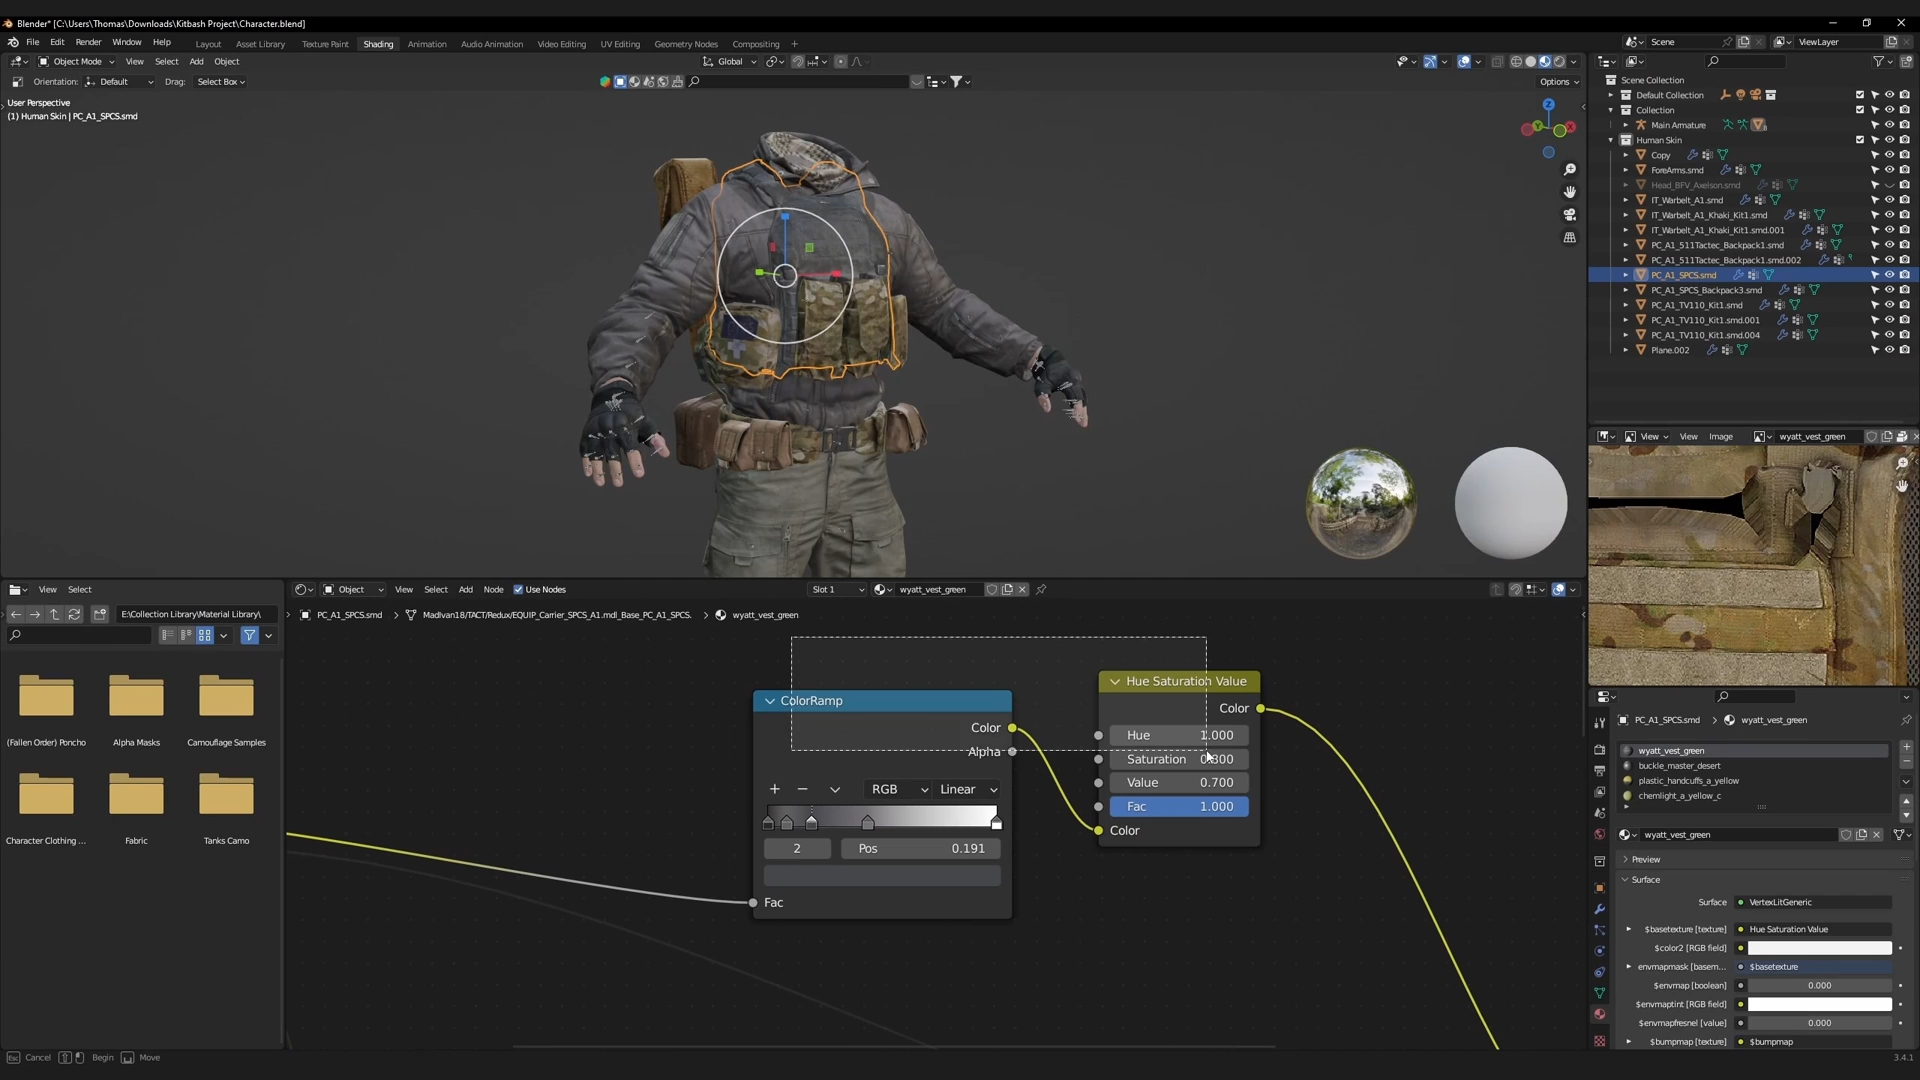 Blender* [C:\Users\Thomas\Downloads\Kitbash Project\Character.blend]
File Edit Render Window Help Layout Asset Library Texture Paint Shading Animation Audio Animation Video Editing UV Editing Geometry Nodes Compositing + Scene ViewLayer
Object Mode View Select Add Object Global
Orientation: Default Drag: Select Box Options
User Perspective
(1) Human Skin | PC_A1_SPCS.smd
Z
Y
X
Scene Collection
Default Collection
Collection
Main Armature
Human Skin
Copy
ForeArms.smd
Head_BFV_Axelson.smd
IT_Warbelt_A1.smd
IT_Warbelt_A1_Khaki_Kit1.smd
IT_Warbelt_A1_Khaki_Kit1.smd.001
PC_A1_511Tactec_Backpack1.smd
PC_A1_511Tactec_Backpack1.smd.002
PC_A1_SPCS.smd
PC_A1_SPCS_Backpack3.smd
PC_A1_TV110_Kit1.smd
PC_A1_TV110_Kit1.smd.001
PC_A1_TV110_Kit1.smd.004
Plane.002
View View Image wyatt_vest_green
View Select
E:\Collection Library\Material Library\
(Fallen Order) Poncho Alpha Masks Camouflage Samples
Character Clothing ... Fabric Tanks Camo
Object View Select Add Node Use Nodes Slot 1 wyatt_vest_green
PC_A1_SPCS.smd MadIvan18/TACT/Redux/EQUIP_Carrier_SPCS_A1.mdl_Base_PC_A1_SPCS. wyatt_vest_green
ColorRamp
Color
Alpha
+ − RGB Linear
2 Pos 0.191
Fac
Hue Saturation Value
Color
Hue 1.000
Saturation 0.800
Value 0.700
Fac 1.000
Color
PC_A1_SPCS.smd wyatt_vest_green
wyatt_vest_green
buckle_master_desert
plastic_handcuffs_a_yellow
chemlight_a_yellow_c
wyatt_vest_green
Preview
Surface
Surface VertexLitGeneric
$basetexture [texture] Hue Saturation Value
$color2 [RGB field]
envmapmask [basem... $basetexture
$envmap [boolean] 0.000
$envmaptint [RGB field]
$envmapfresnel [value] 0.000
$bumpmap [texture] $bumpmap
Esc Cancel Begin Move
3.4.1